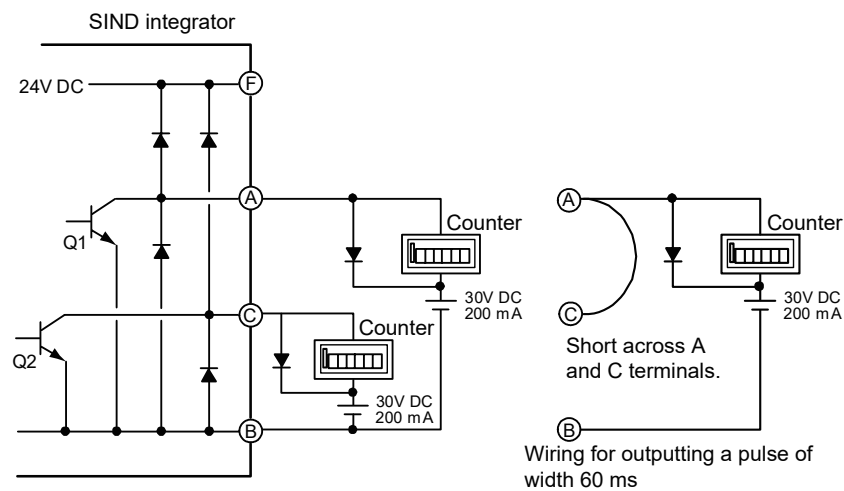 SIND integrator
24V DC
F
A
Q1
Counter
30V DC
200 mA
C
Q2
Counter
30V DC
200 mA
B
A
Counter
30V DC
200 mA
C
Short across A
and C terminals.
B
Wiring for outputting a pulse of
width 60 ms